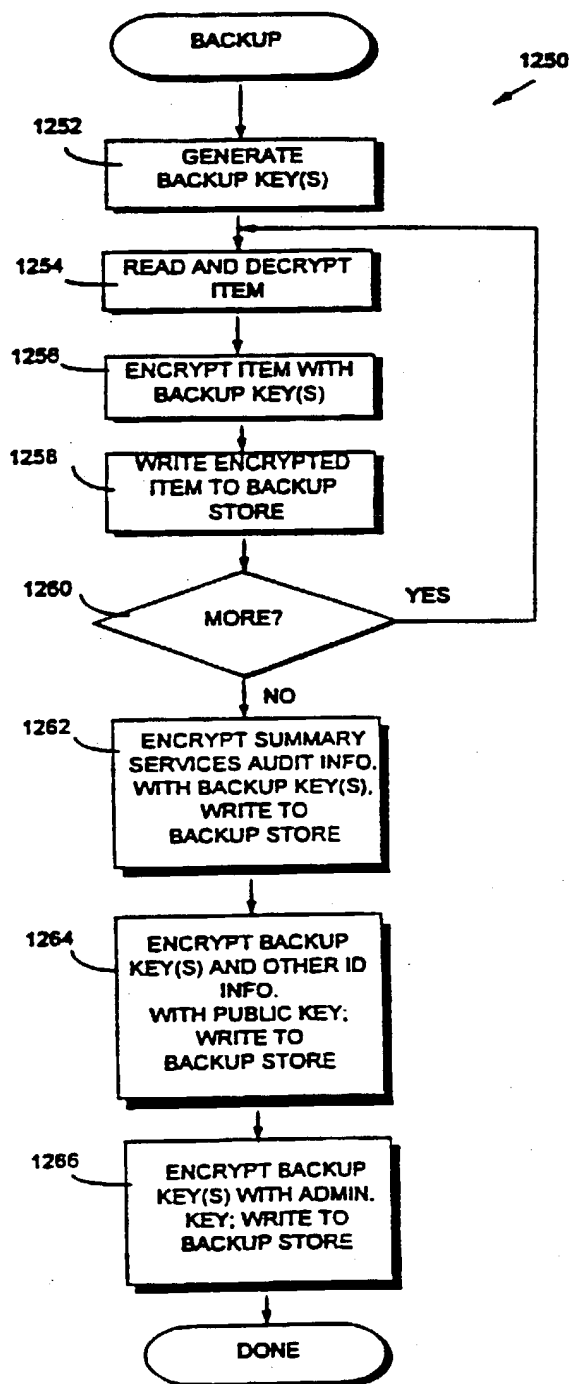 BACKUP
1250
1252
GENERATE
BACKUP KEY(S)
1254
READ AND DECRYPT
ITEM
1256
ENCRYPT ITEM WITH
BACKUP KEY(S)
1258
WRITE ENCRYPTED
ITEM TO BACKUP
STORE
1260
MORE?
YES
NO
1262
ENCRYPT SUMMARY
SERVICES AUDIT INFO.
WITH BACKUP KEY(S),
WRITE TO
BACKUP STORE
1264
ENCRYPT BACKUP
KEY(S) AND OTHER ID
INFO.
WITH PUBLIC KEY;
WRITE TO
BACKUP STORE
1266
ENCRYPT BACKUP
KEY(S) WITH ADMIN.
KEY; WRITE TO
BACKUP STORE
DONE